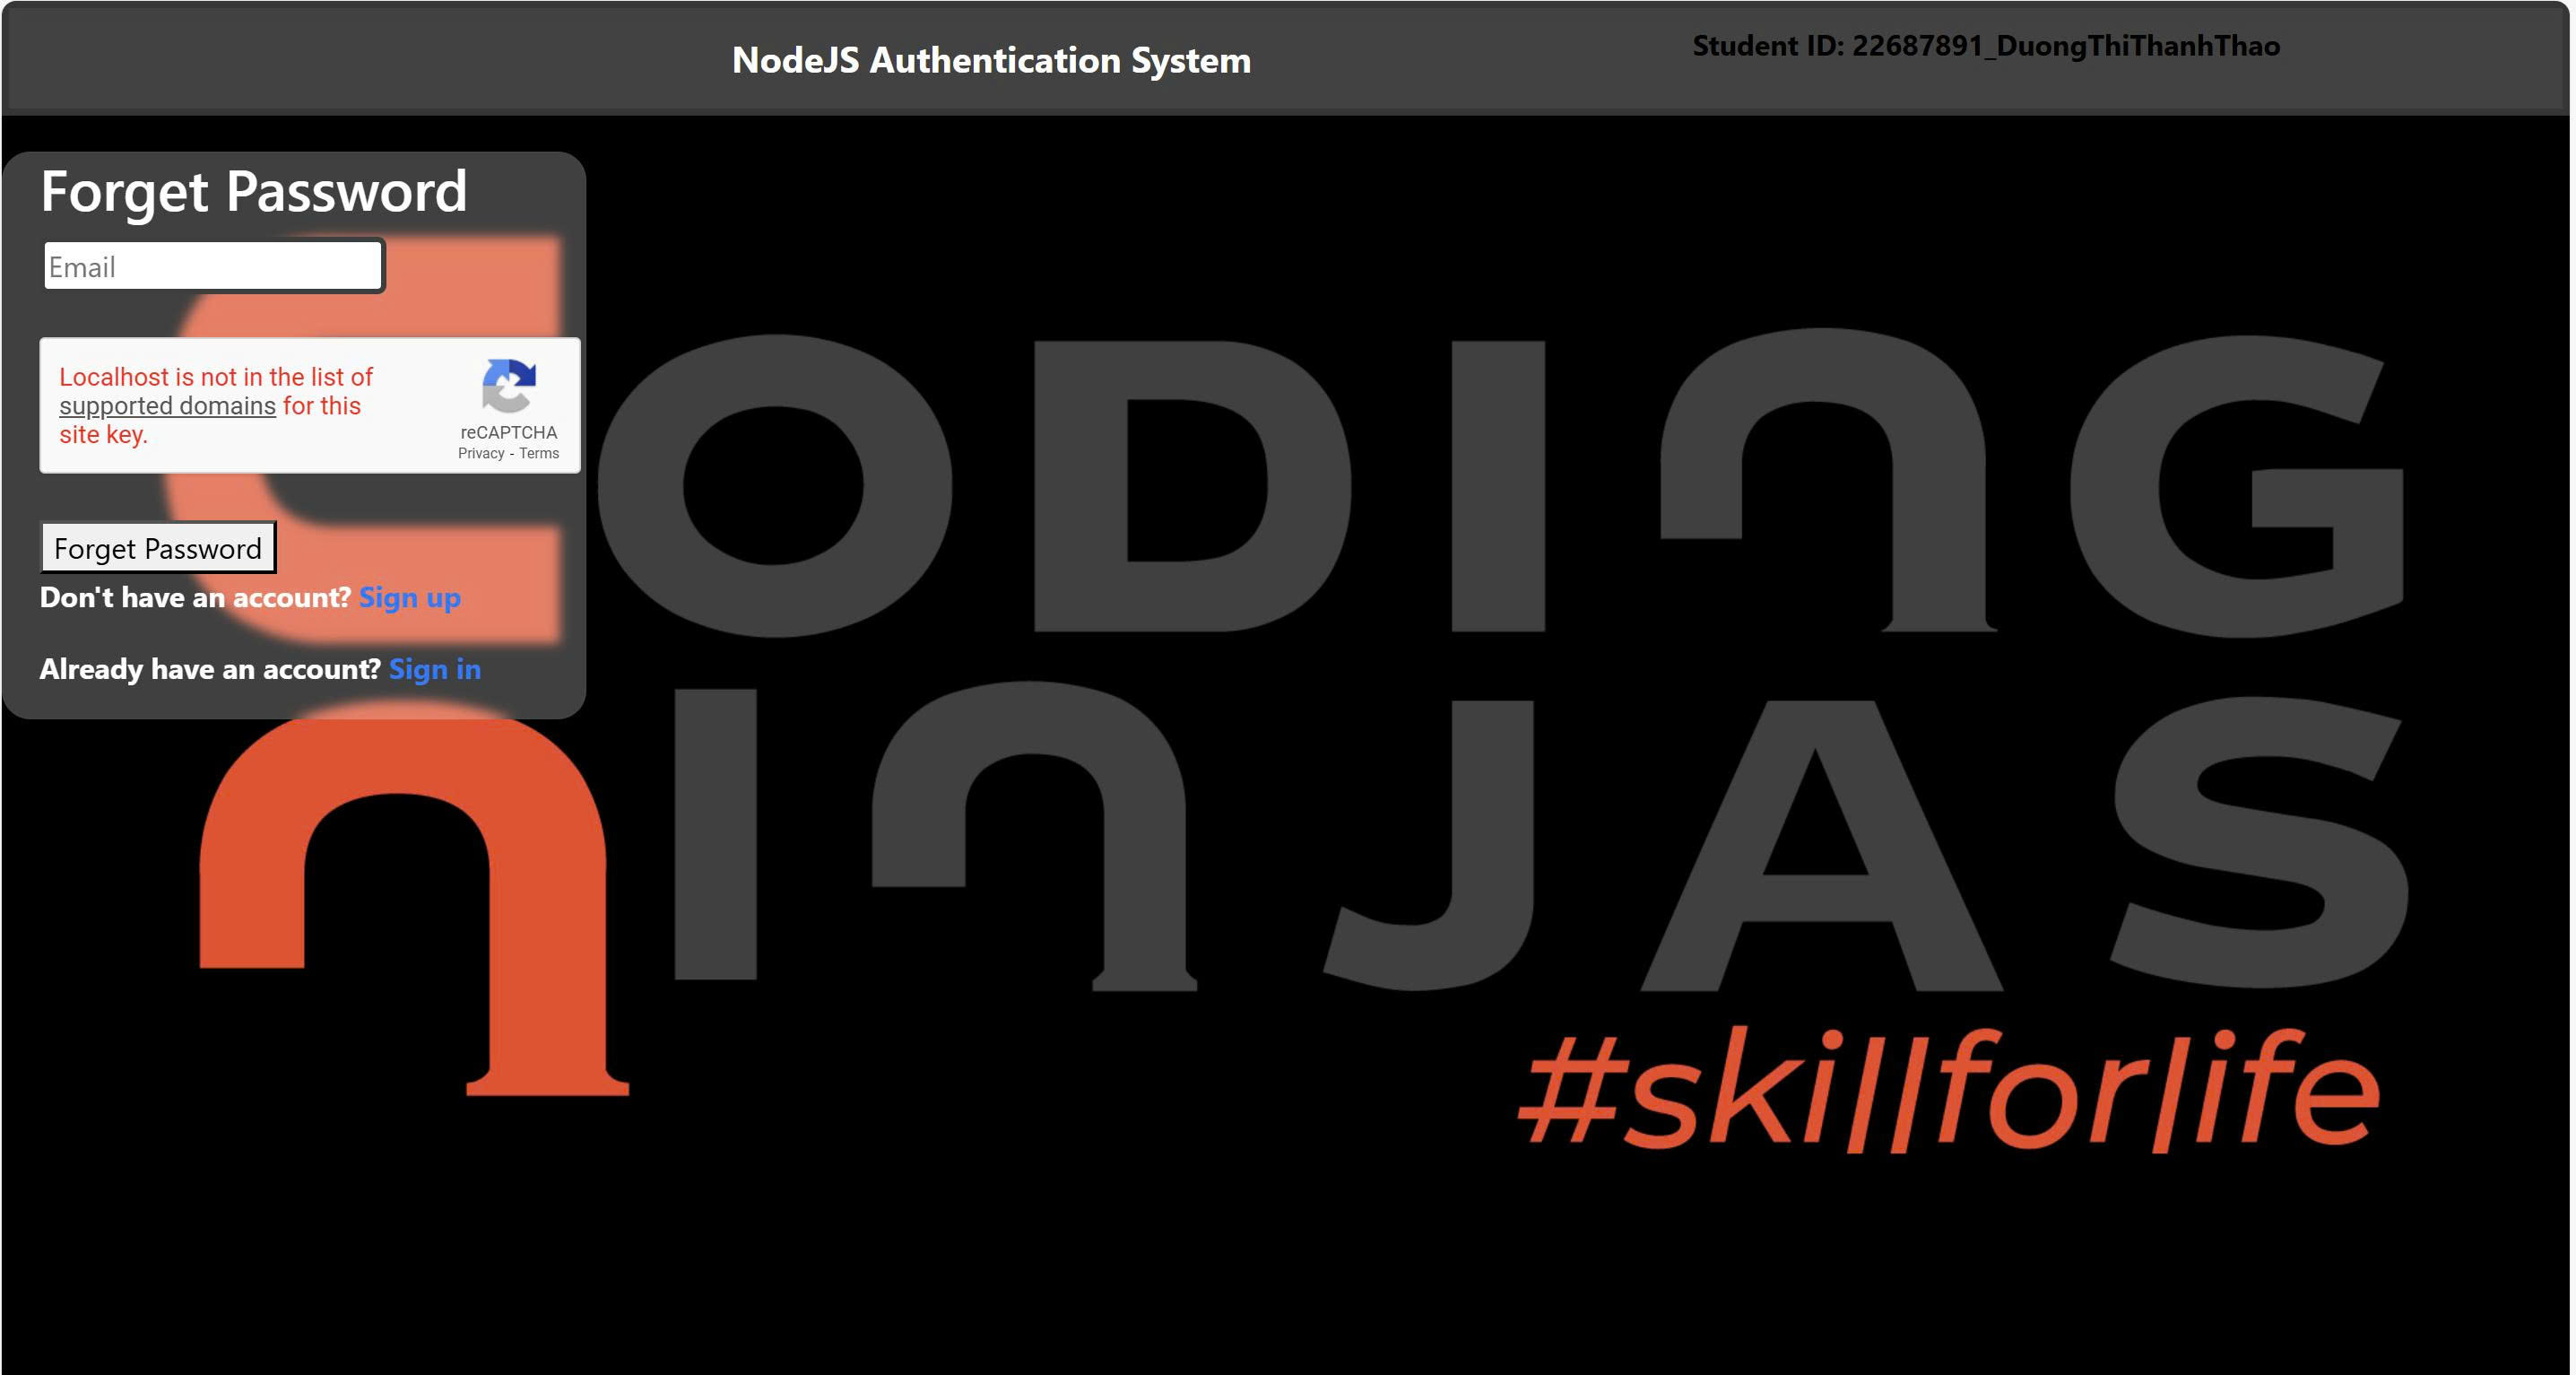 NodeJS Authentication System
Student ID: 22687891_DuongThiThanhThao
Forget Password
Email
Localhost is not in the list of
supported domains for this
site key.
reCAPTCHA
Privacy - Terms
Forget Password
Don't have an account? Sign up
Already have an account? Sign in
CODING
NINJAS
#skillforlife